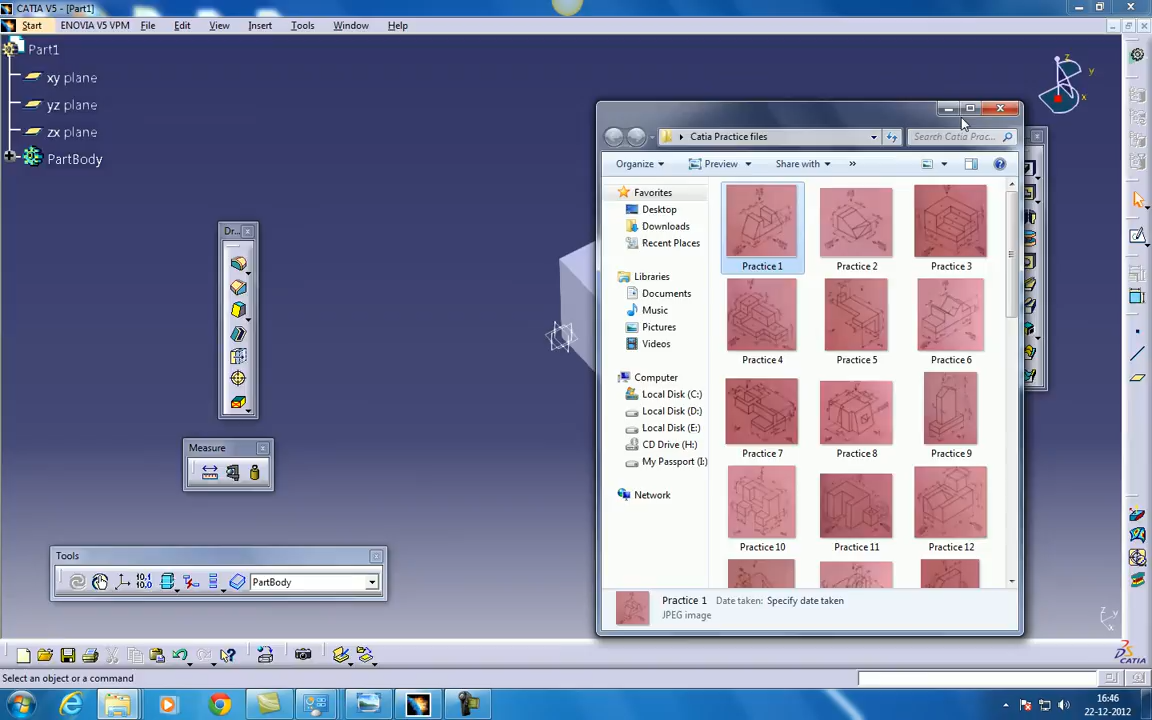 CATIA V5 - [Part1]
Start ENOVIA V5 VPM File Edit View Insert Tools Window Help
Part1
xy plane
yz plane
zx plane
PartBody
z
y
x
Catia Practice files
Search Catia Prac...
Organize Preview Share with »
Favorites
Desktop
Downloads
Recent Places
Libraries
Documents
Music
Pictures
Videos
Computer
Local Disk (C:)
Local Disk (D:)
Local Disk (E:)
CD Drive (H:)
My Passport (I:)
Network
Practice 1 Practice 2 Practice 3
Practice 4 Practice 5 Practice 6
Practice 7 Practice 8 Practice 9
Practice 10 Practice 11 Practice 12
Practice 1 Date taken: Specify date taken
JPEG image
Dr...
Measure
Tools
10.1
10.0
PartBody
CATIA
Select an object or a command
16:46
22-12-2012